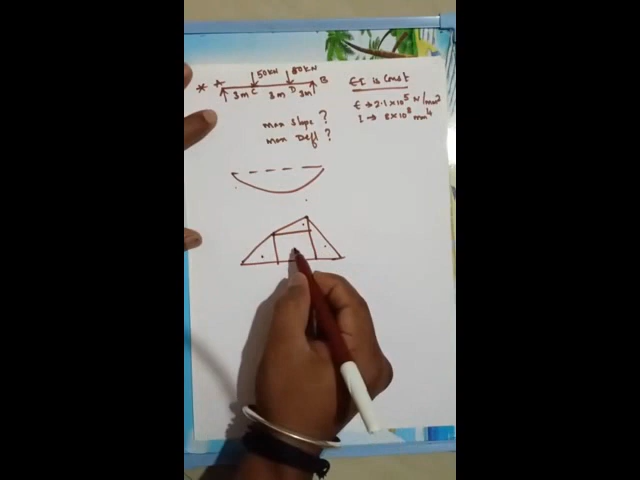 50KN 80KN
* A B EI is Const
3m C 3m D 3m E → 2.1 × 10⁵ N/mm²
I → 8 × 10⁸ mm⁴
max Slope ?
max Defl ?